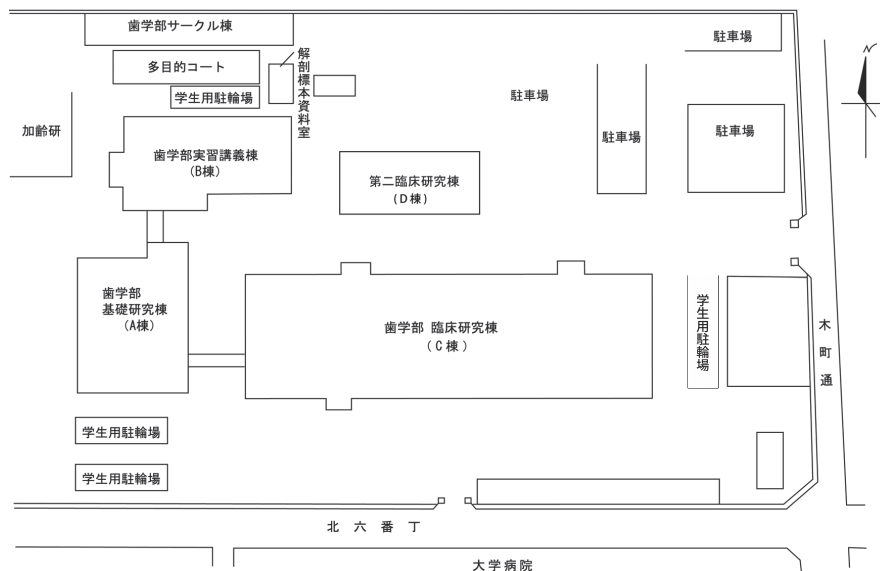 歯学部サークル棟
駐車場
N
解剖標本資料室
多目的コート
学生用駐輪場
駐車場
加齢研
駐車場
駐車場
歯学部実習講義棟
(B棟)
第二臨床研究棟
(D棟)
歯学部
基礎研究棟
(A棟)
学生用駐輪場
歯学部 臨床研究棟
(C棟)
木町通
学生用駐輪場
学生用駐輪場
北六番丁
大学病院